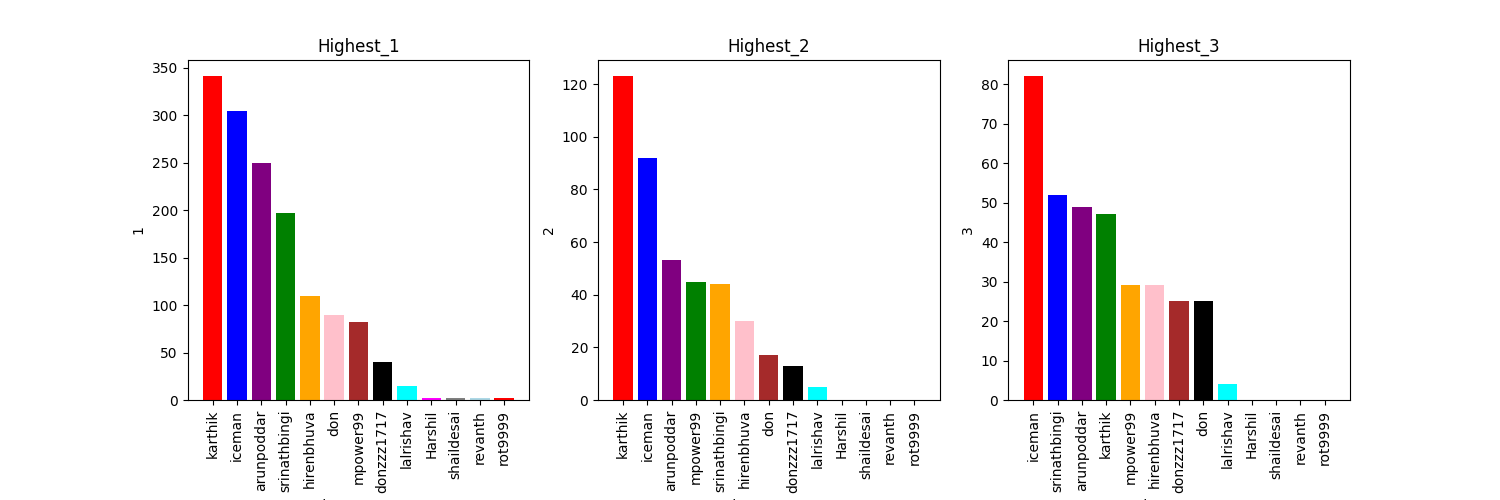 Highest_1
350
300
250
200
150
100
50
0
1
karthik
iceman
arunpoddar
srinathbingi
hirenbhuva
don
mpower99
donzzz1717
lalrishav
Harshil
shaildesai
revanth
rot9999
Highest_2
120
100
80
60
40
20
0
2
karthik
iceman
arunpoddar
mpower99
srinathbingi
hirenbhuva
don
donzzz1717
lalrishav
Harshil
shaildesai
revanth
rot9999
Highest_3
80
70
60
50
40
30
20
10
0
3
iceman
srinathbingi
arunpoddar
karthik
mpower99
hirenbhuva
donzzz1717
don
lalrishav
Harshil
shaildesai
revanth
rot9999